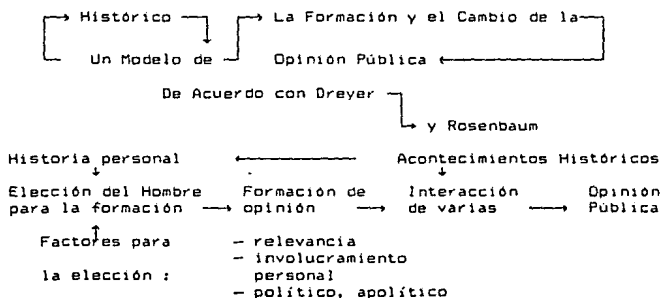 Histórico La Formación y el Cambio de la
Un Modelo de Opinión Pública
De Acuerdo con Dreyer
y Rosenbaum
Historia personal Acontecimientos Históricos
Elección del Hombre Formación de Interacción Opinión
para la formación opinión de várias Pública
Factores para - relevancia
- involucramiento
la elección : personal
- político, apolítico